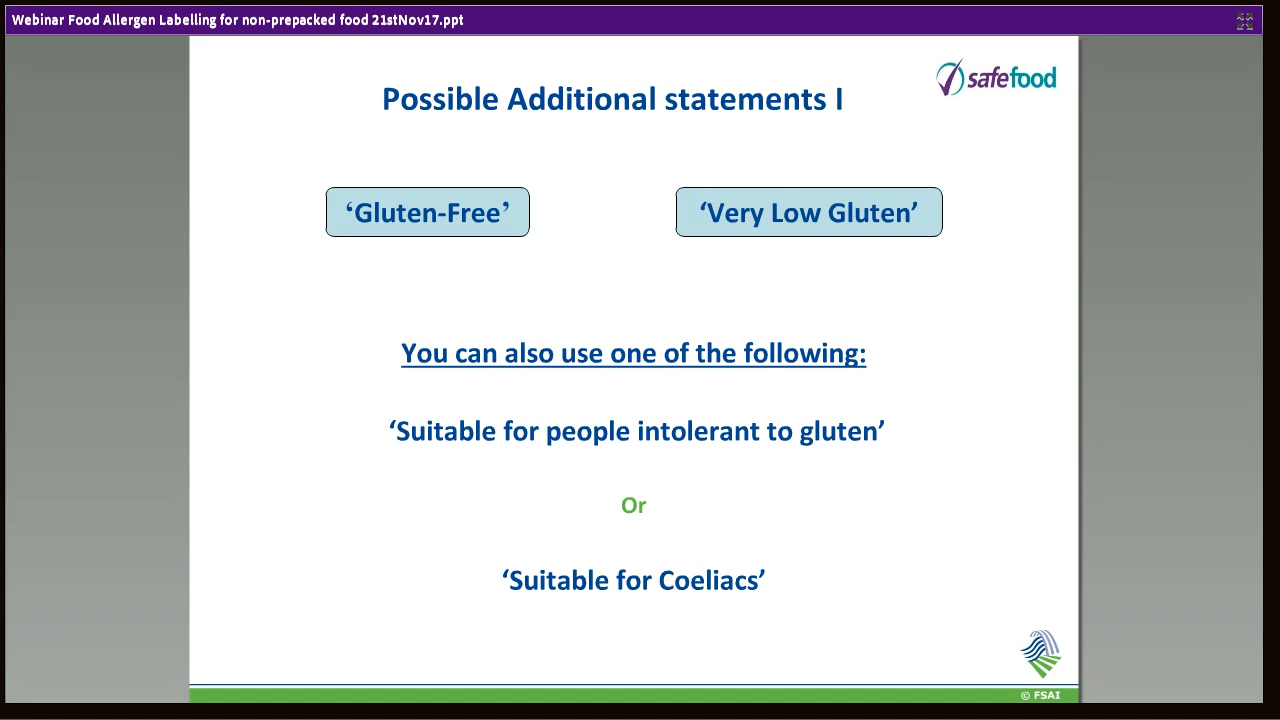 Webinar Food Allergen Labelling for non-prepacked food 21stNov17.ppt
safefood
Possible Additional statements I
‘Gluten-Free’
‘Very Low Gluten’
You can also use one of the following:
‘Suitable for people intolerant to gluten’
Or
‘Suitable for Coeliacs’
© FSAI